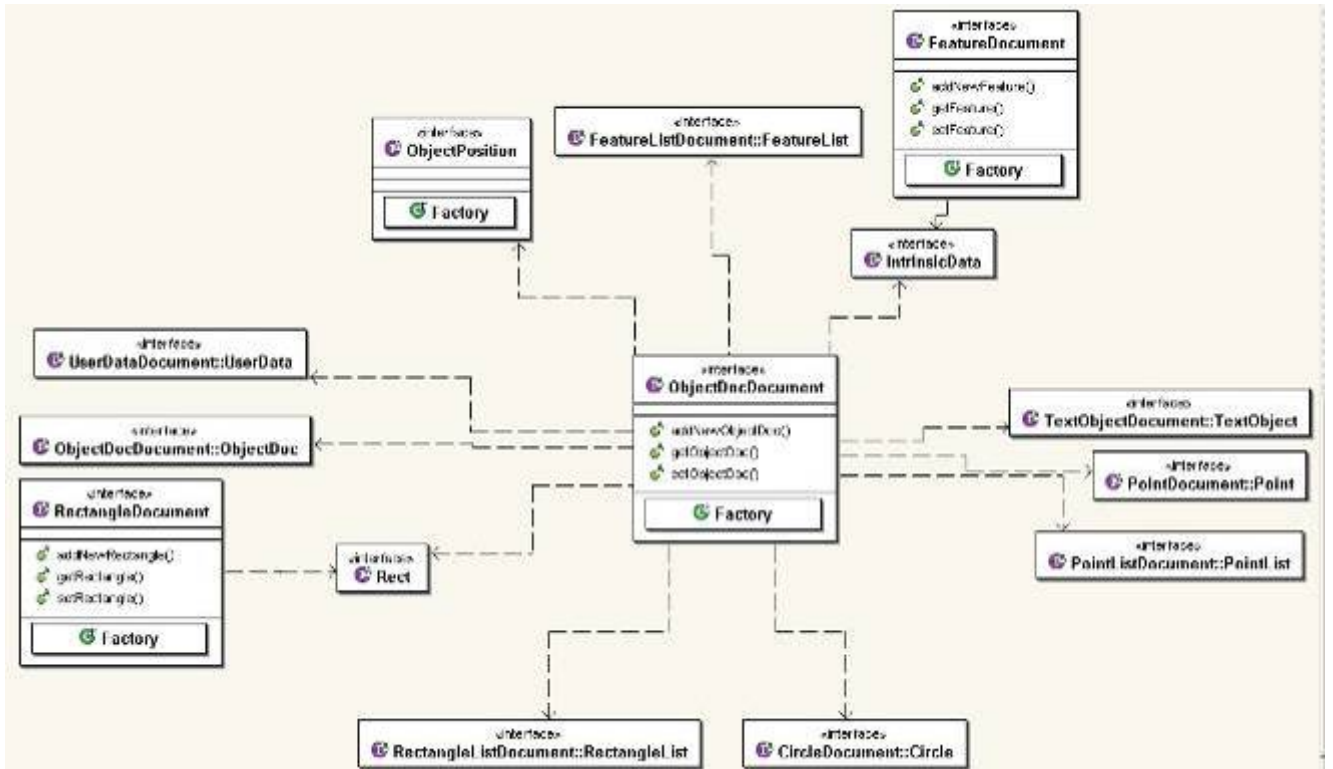 «interface»
FeatureDocument
addNewFeature()
getFeature()
setFeature()
Factory
«interface»
FeatureListDocument::FeatureList
«interface»
ObjectPosition
Factory
«interface»
IntrinsicData
«interface»
UserDataDocument::UserData
«interface»
ObjectDocDocument
addNewObjectDoc()
getObjectDoc()
setObjectDoc()
Factory
«interface»
TextObjectDocument::TextObject
«interface»
ObjectDocDocument::ObjectDoc
«interface»
PointDocument::Point
«interface»
RectangleDocument
addNewRectangle()
getRectangle()
setRectangle()
Factory
«interface»
Rect
«interface»
PointListDocument::PointList
«interface»
RectangleListDocument::RectangleList
«interface»
CircleDocument::Circle